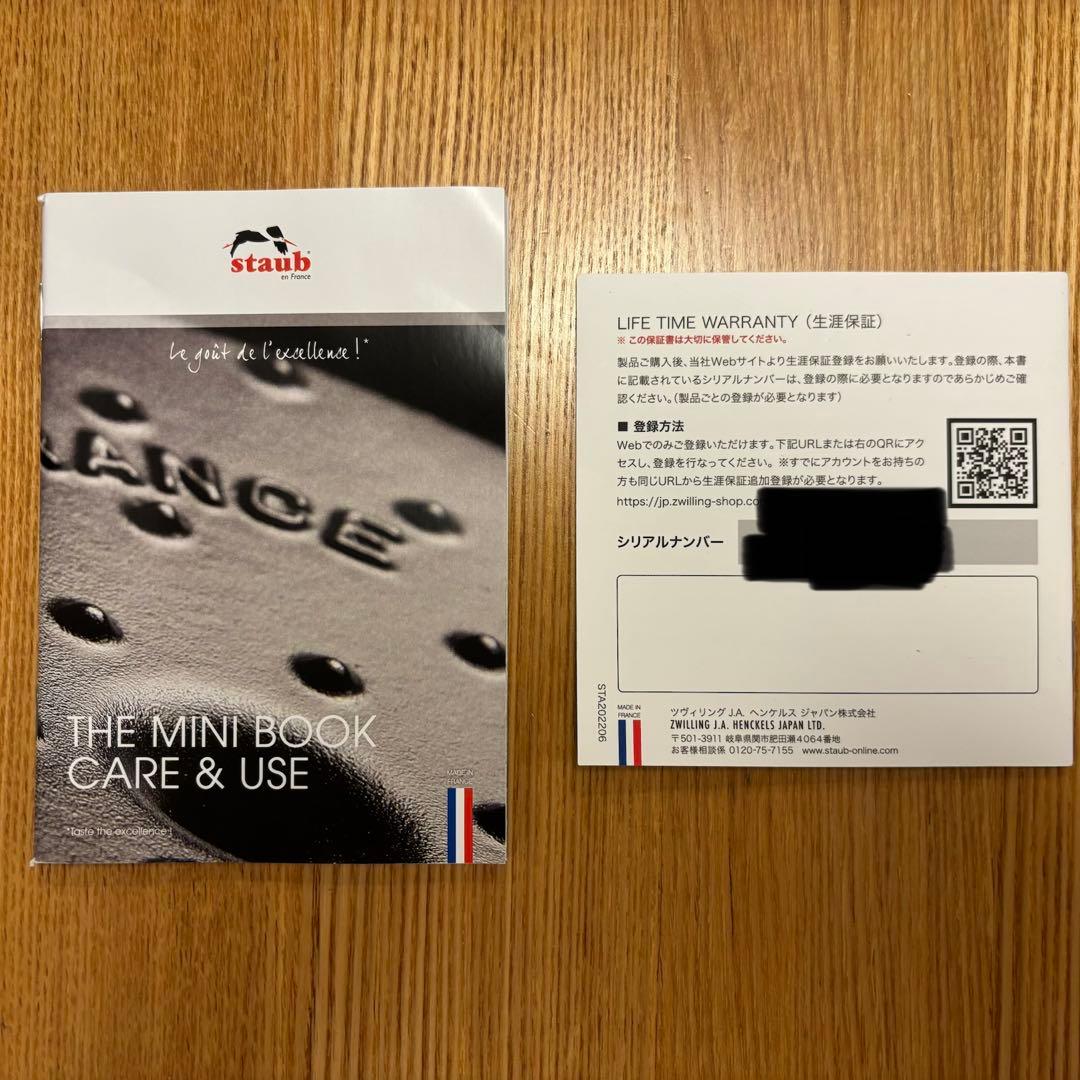 staub
en France
Le goût de l'excellence !*
ANCE
THE MINI BOOK
CARE & USE
*Taste the excellence !
MADE IN
FRANCE
LIFE TIME WARRANTY（生涯保証）
※ この保証書は大切に保管してください。
製品ご購入後、当社Webサイトより生涯保証登録をお願いいたします。登録の際、本書
に記載されているシリアルナンバーは、登録の際に必要となりますのであらかじめご確
認ください。（製品ごとの登録が必要となります）
■ 登録方法
Webでのみご登録いただけます。下記URLまたは右のQRにアク
セスし、登録を行なってください。 ※すでにアカウントをお持ちの
方も同じURLから生涯保証追加登録が必要となります。
https://jp.zwilling-shop.co
シリアルナンバー
STA202206
MADE IN
FRANCE
ツヴィリング J.A. ヘンケルス ジャパン株式会社
ZWILLING J.A. HENCKELS JAPAN LTD.
〒501-3911 岐阜県関市肥田瀬4064番地
お客様相談係 0120-75-7155 www.staub-online.com